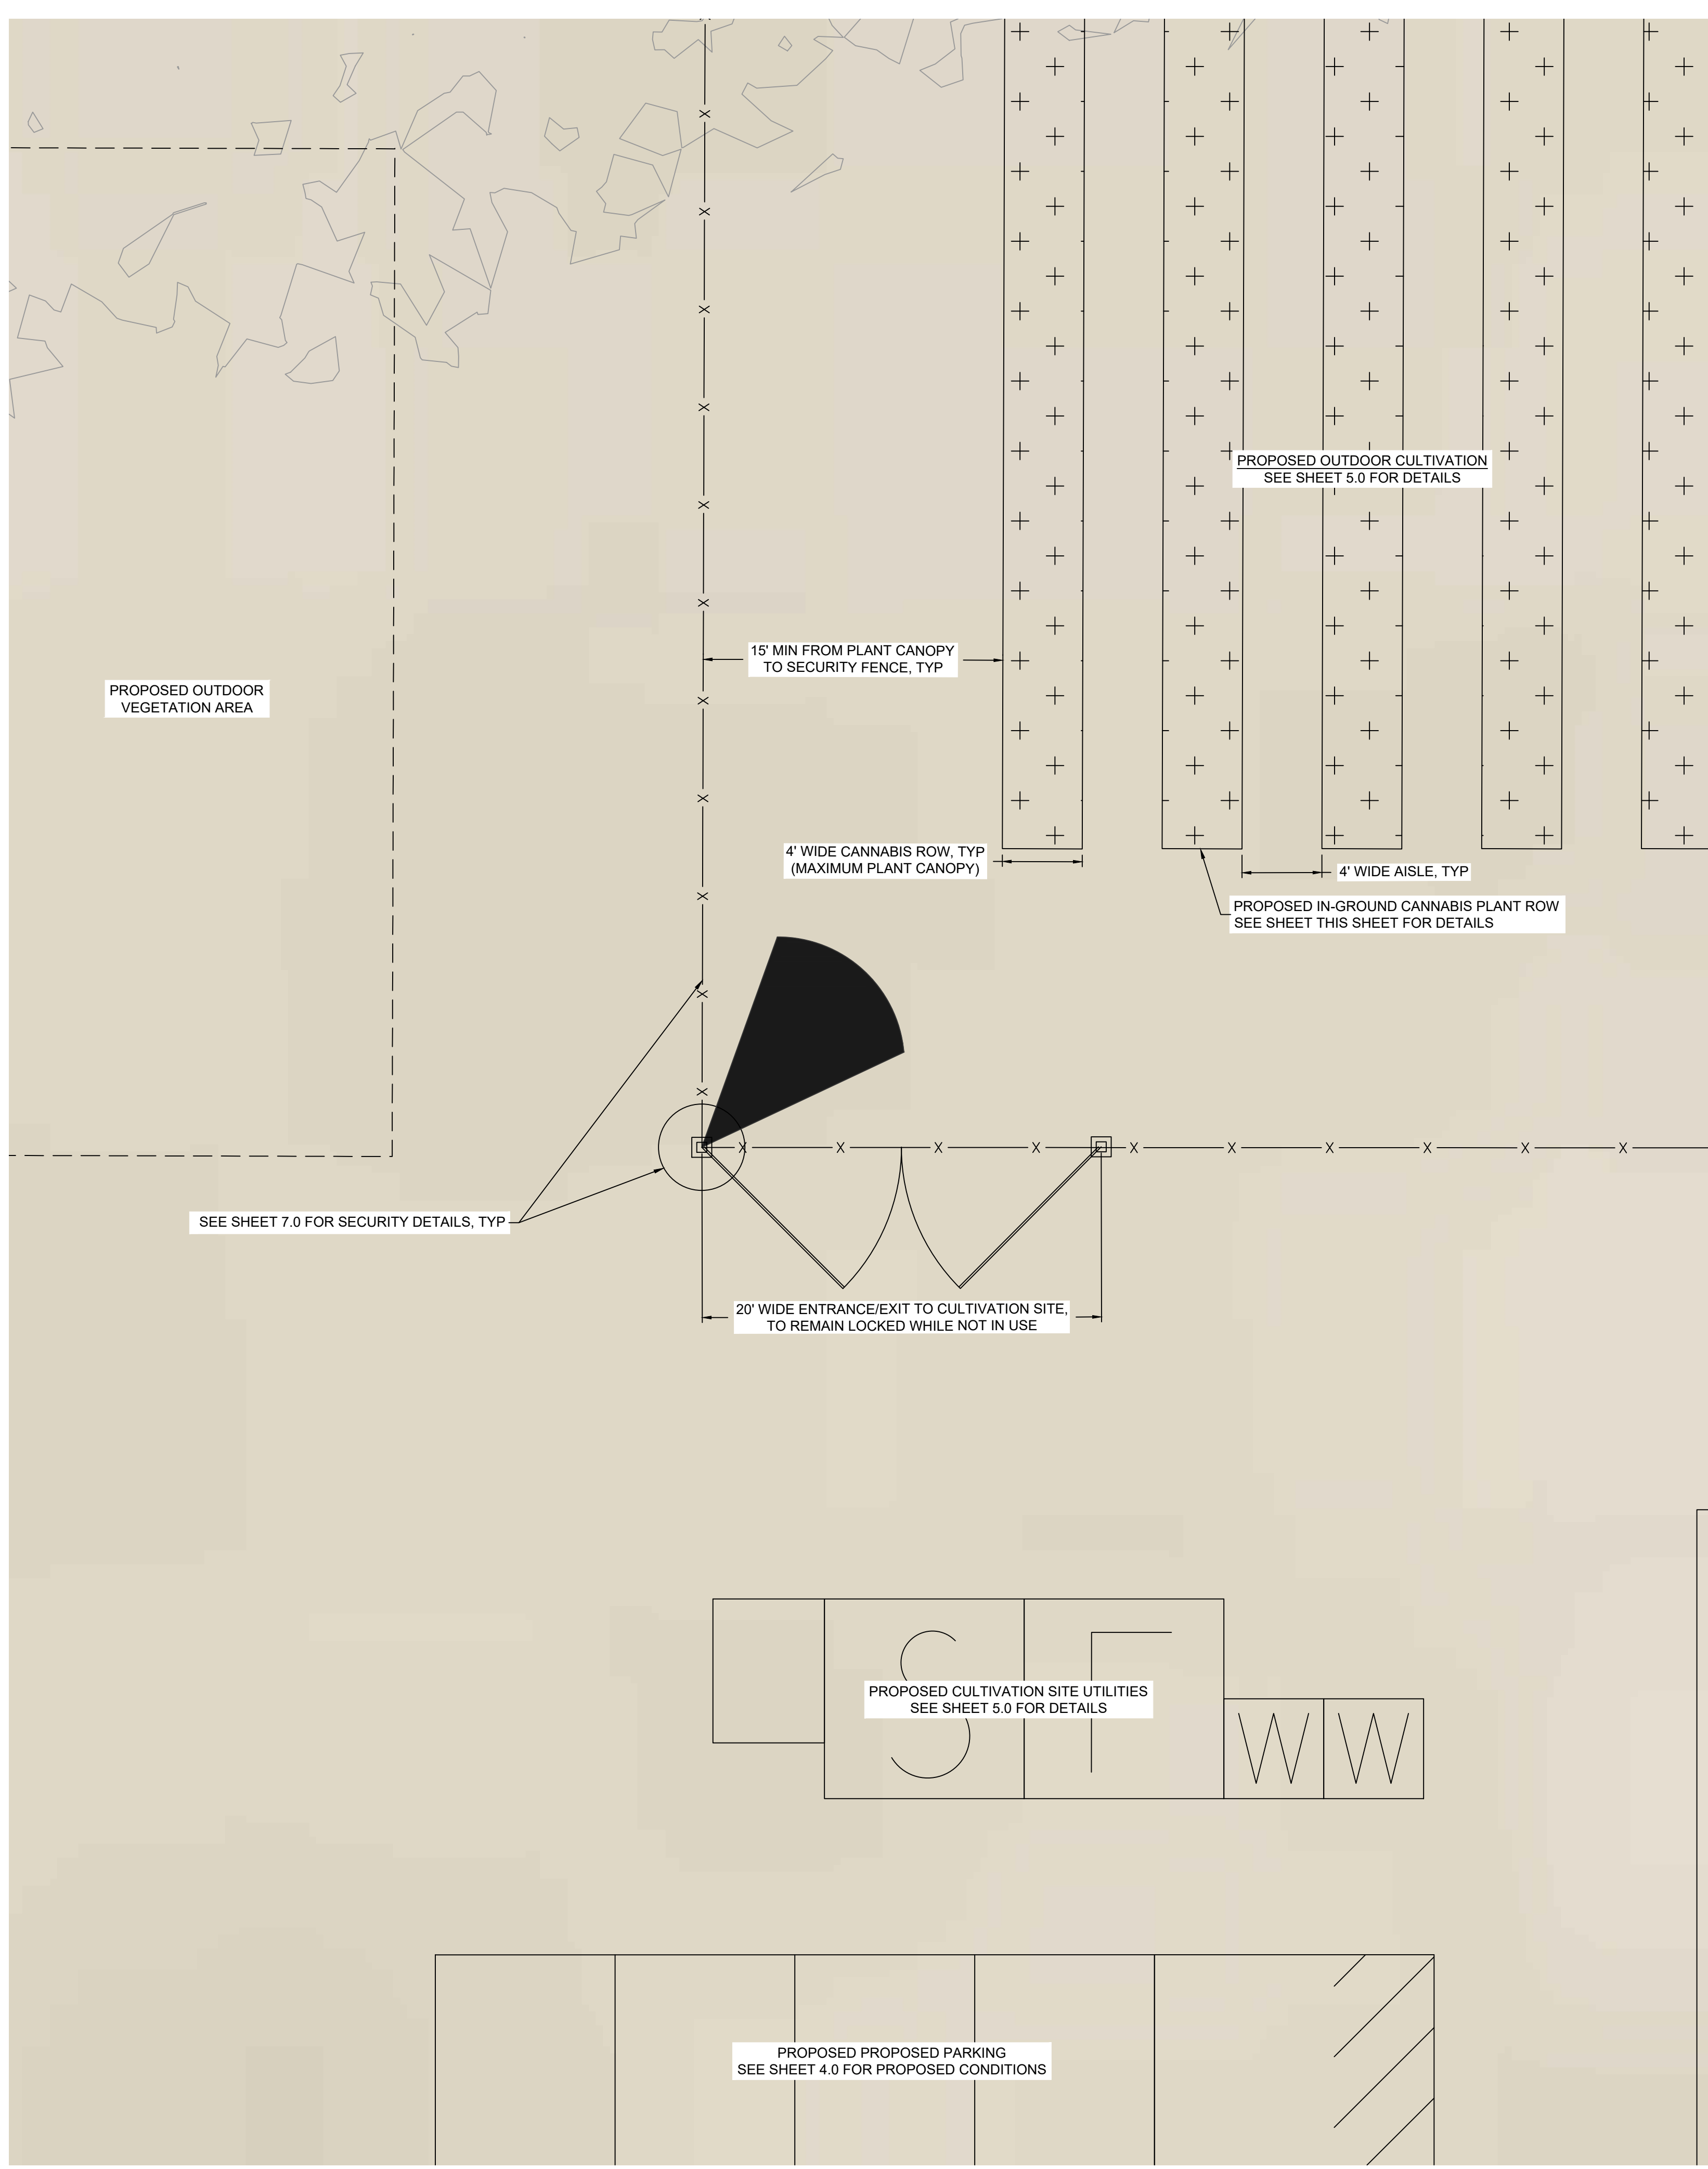 PROPOSED OUTDOOR CULTIVATION
SEE SHEET 5.0 FOR DETAILS
15' MIN FROM PLANT CANOPY
TO SECURITY FENCE, TYP
PROPOSED OUTDOOR
VEGETATION AREA
4' WIDE CANNABIS ROW, TYP
(MAXIMUM PLANT CANOPY)
4' WIDE AISLE, TYP
PROPOSED IN-GROUND CANNABIS PLANT ROW
SEE SHEET THIS SHEET FOR DETAILS
SEE SHEET 7.0 FOR SECURITY DETAILS, TYP
20' WIDE ENTRANCE/EXIT TO CULTIVATION SITE,
TO REMAIN LOCKED WHILE NOT IN USE
S F W W
PROPOSED CULTIVATION SITE UTILITIES
SEE SHEET 5.0 FOR DETAILS
PROPOSED PROPOSED PARKING
SEE SHEET 4.0 FOR PROPOSED CONDITIONS